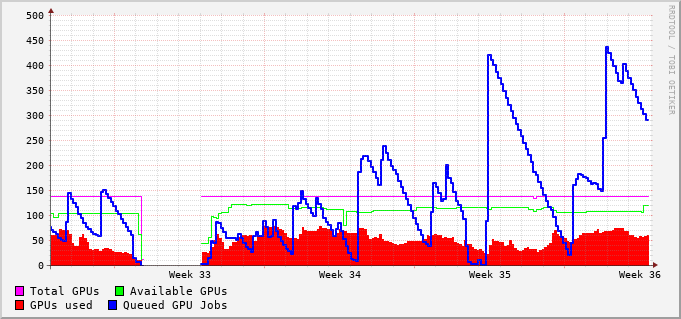 500
450
400
350
300
250
200
150
100
50
0
Week 33 Week 34 Week 35 Week 36
Total GPUs Available GPUs
GPUs used Queued GPU Jobs
RRDTOOL / TOBI OETIKER